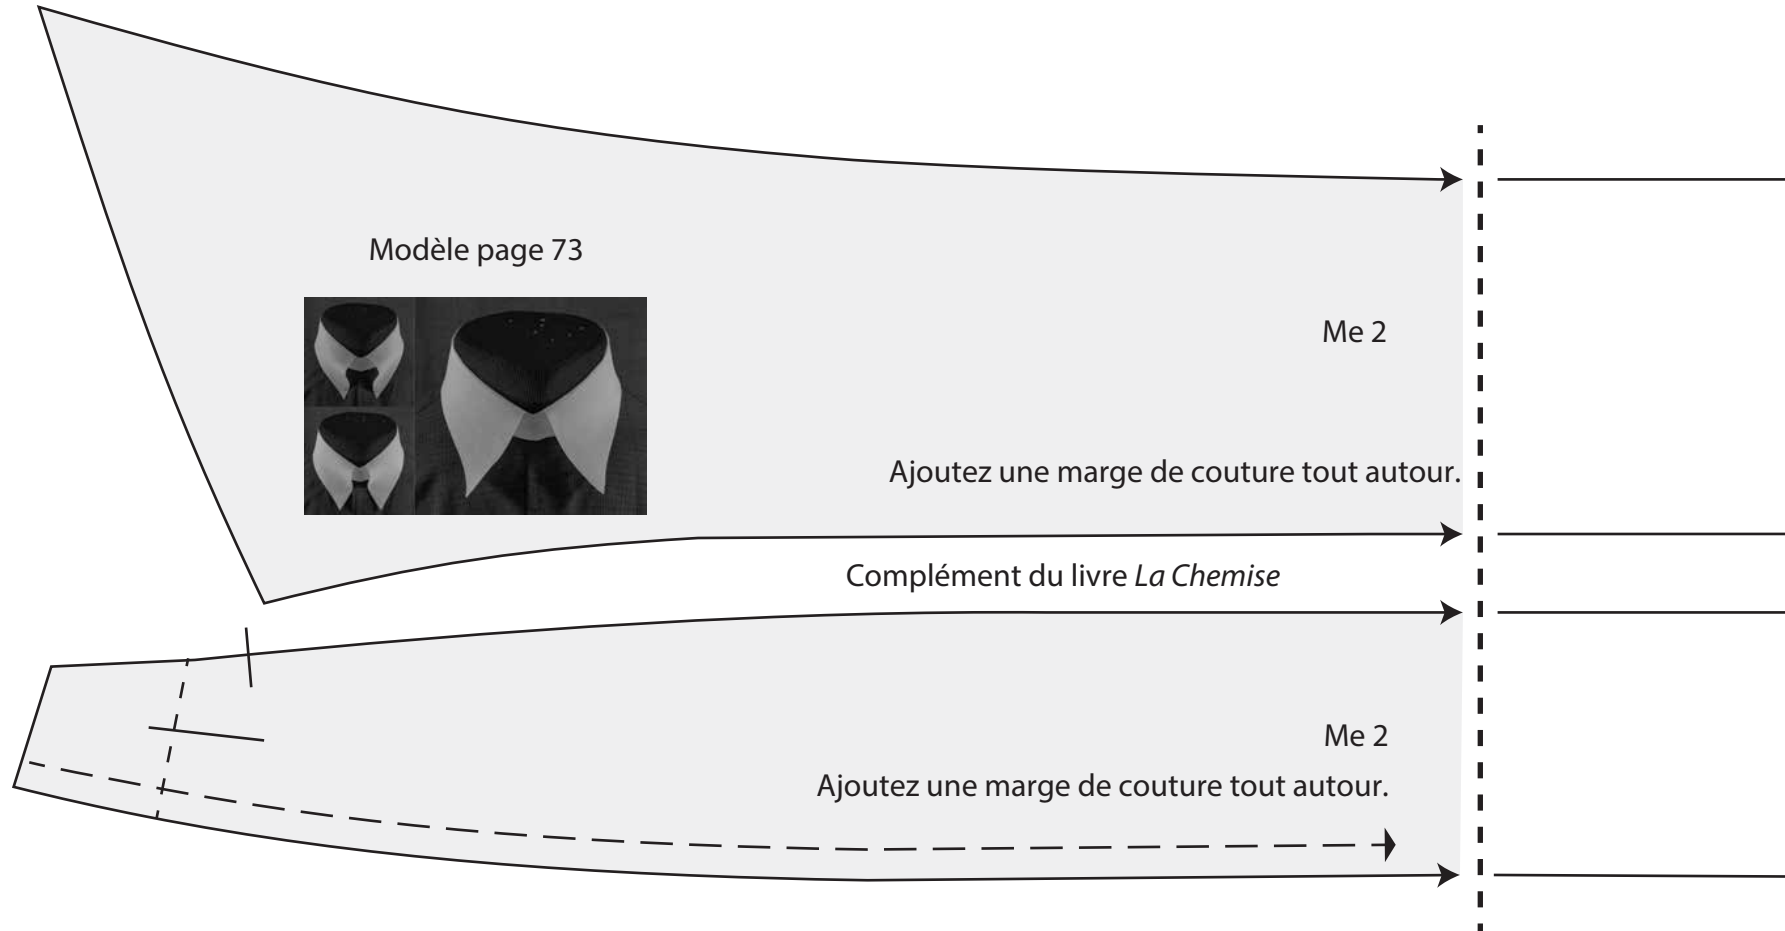 Modèle page 73
Me 2
Ajoutez une marge de couture tout autour.
Complément du livre La Chemise
Me 2
Ajoutez une marge de couture tout autour.